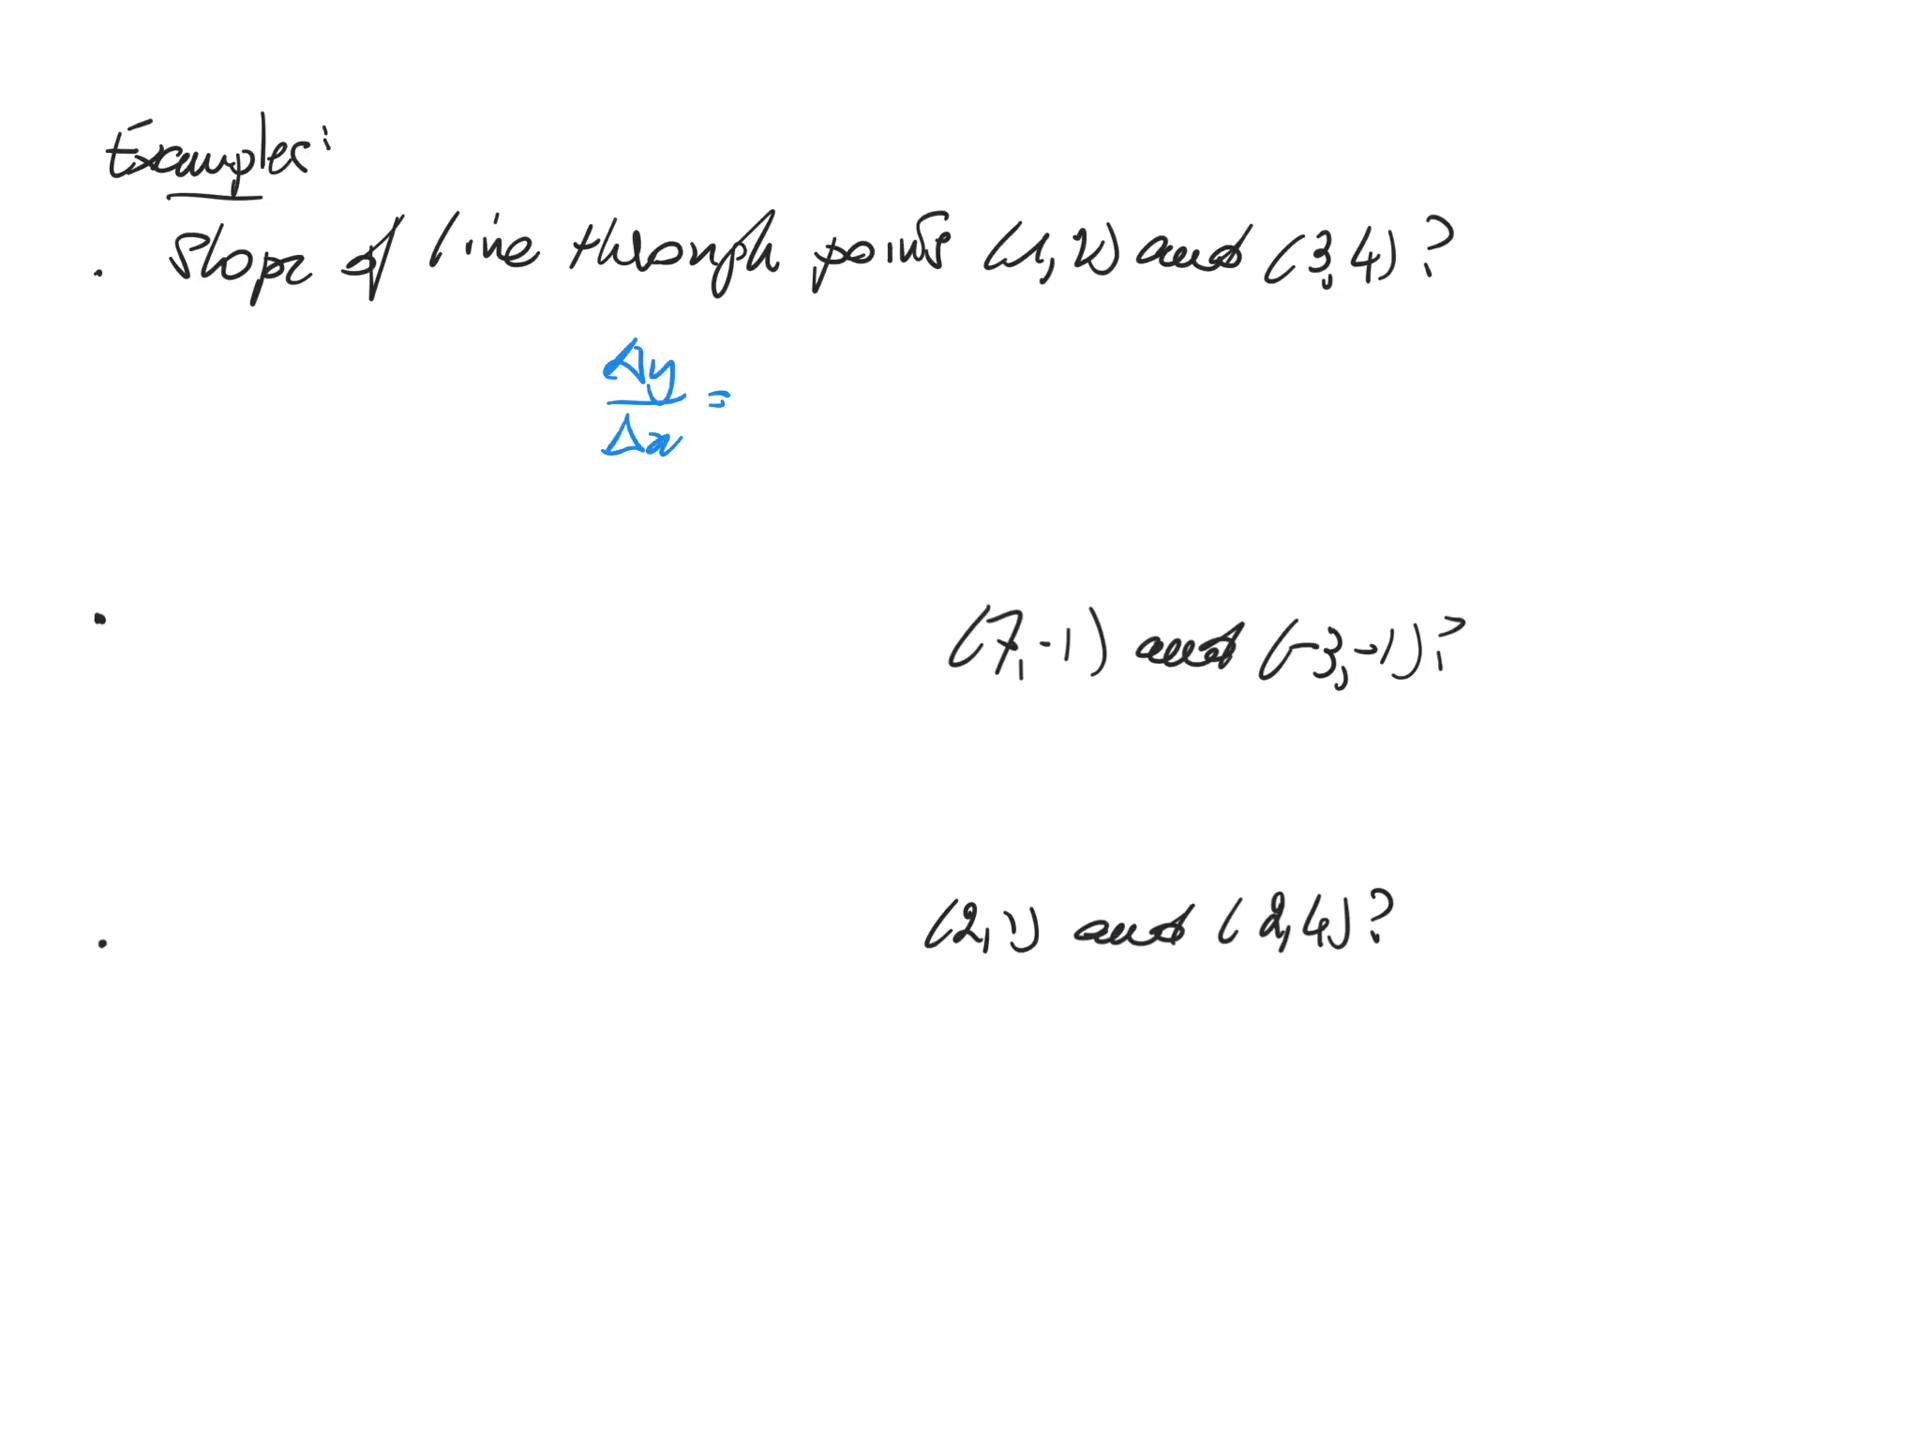 Examples:
. Slope of line through points (1, 2) and (3, 4)?
Δy
Δx =
. (7, -1) and (-3, -1)?
. (2, 1) and (2, 4)?